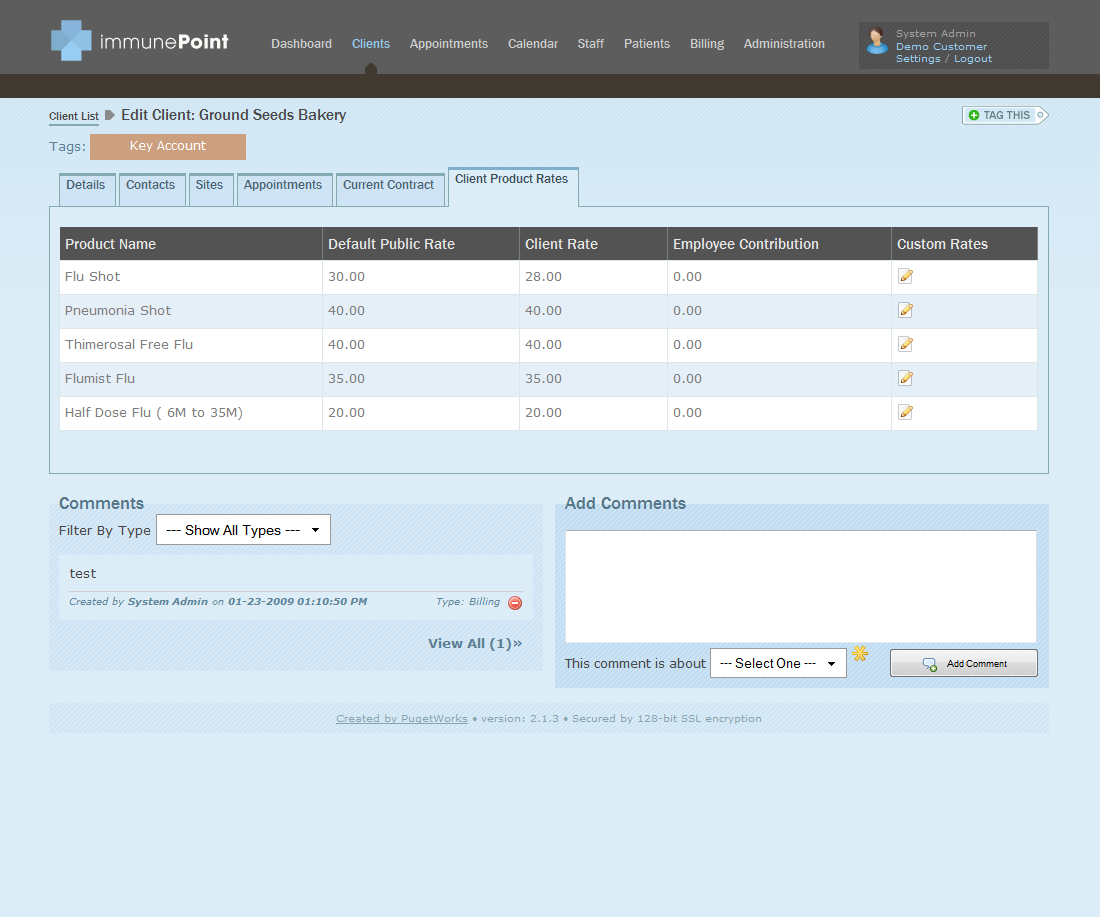 immunePoint
Dashboard Clients Appointments Calendar Staff Patients Billing Administration
System Admin
Demo Customer
Settings / Logout
Client List Edit Client: Ground Seeds Bakery
TAG THIS
Tags: Key Account
Details Contacts Sites Appointments Current Contract Client Product Rates
Product Name Default Public Rate Client Rate Employee Contribution Custom Rates
Flu Shot 30.00 28.00 0.00
Pneumonia Shot 40.00 40.00 0.00
Thimerosal Free Flu 40.00 40.00 0.00
Flumist Flu 35.00 35.00 0.00
Half Dose Flu ( 6M to 35M) 20.00 20.00 0.00
Comments
Filter By Type --- Show All Types ---
test
Created by System Admin on 01-23-2009 01:10:50 PM Type: Billing
View All (1)»
Add Comments
This comment is about --- Select One --- Add Comment
Created by PugetWorks • version: 2.1.3 • Secured by 128-bit SSL encryption